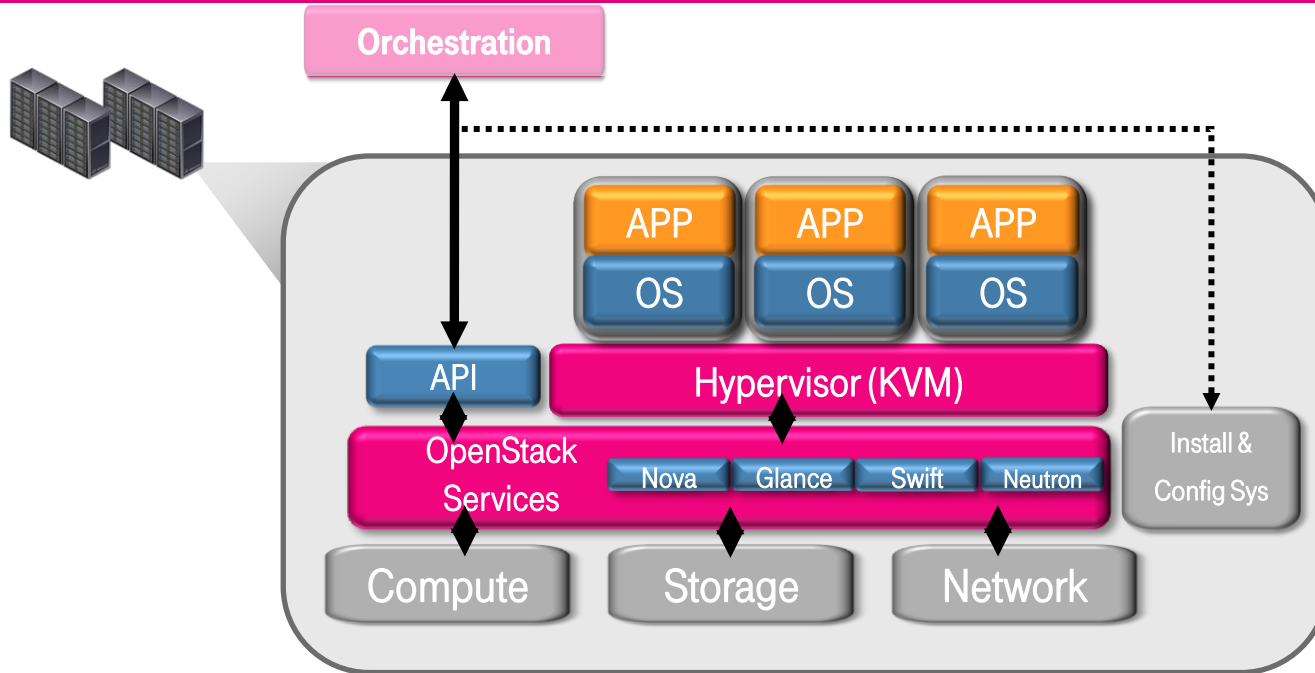 Orchestration
APP
APP
APP
OS
OS
OS
API
Hypervisor (KVM)
OpenStack
Services
Nova
Glance
Swift
Neutron
Install &
Config Sys
Compute
Storage
Network